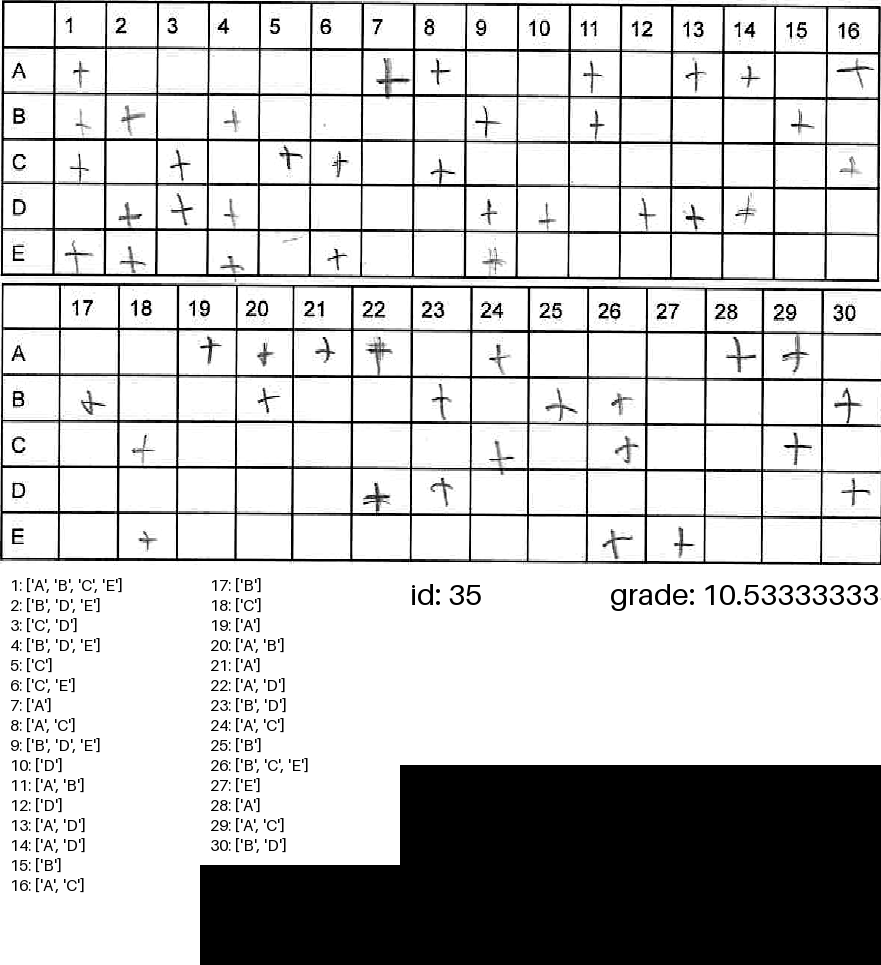 1 2 3 4 5 6 7 8 9 10 11 12 13 14 15 16
A + + + + + + +
B + + + + + +
C + + + + + +
D + + + + + + + +
E + + + + +
17 18 19 20 21 22 23 24 25 26 27 28 29 30
A + + + + + + +
B + + + + + +
C + + + +
D + + +
E + + +
1: ['A', 'B', 'C', 'E']
2: ['B', 'D', 'E']
3: ['C', 'D']
4: ['B', 'D', 'E']
5: ['C']
6: ['C', 'E']
7: ['A']
8: ['A', 'C']
9: ['B', 'D', 'E']
10: ['D']
11: ['A', 'B']
12: ['D']
13: ['A', 'D']
14: ['A', 'D']
15: ['B']
16: ['A', 'C']
17: ['B']
18: ['C']
19: ['A']
20: ['A', 'B']
21: ['A']
22: ['A', 'D']
23: ['B', 'D']
24: ['A', 'C']
25: ['B']
26: ['B', 'C', 'E']
27: ['E']
28: ['A']
29: ['A', 'C']
30: ['B', 'D']
id: 35
grade: 10.53333333